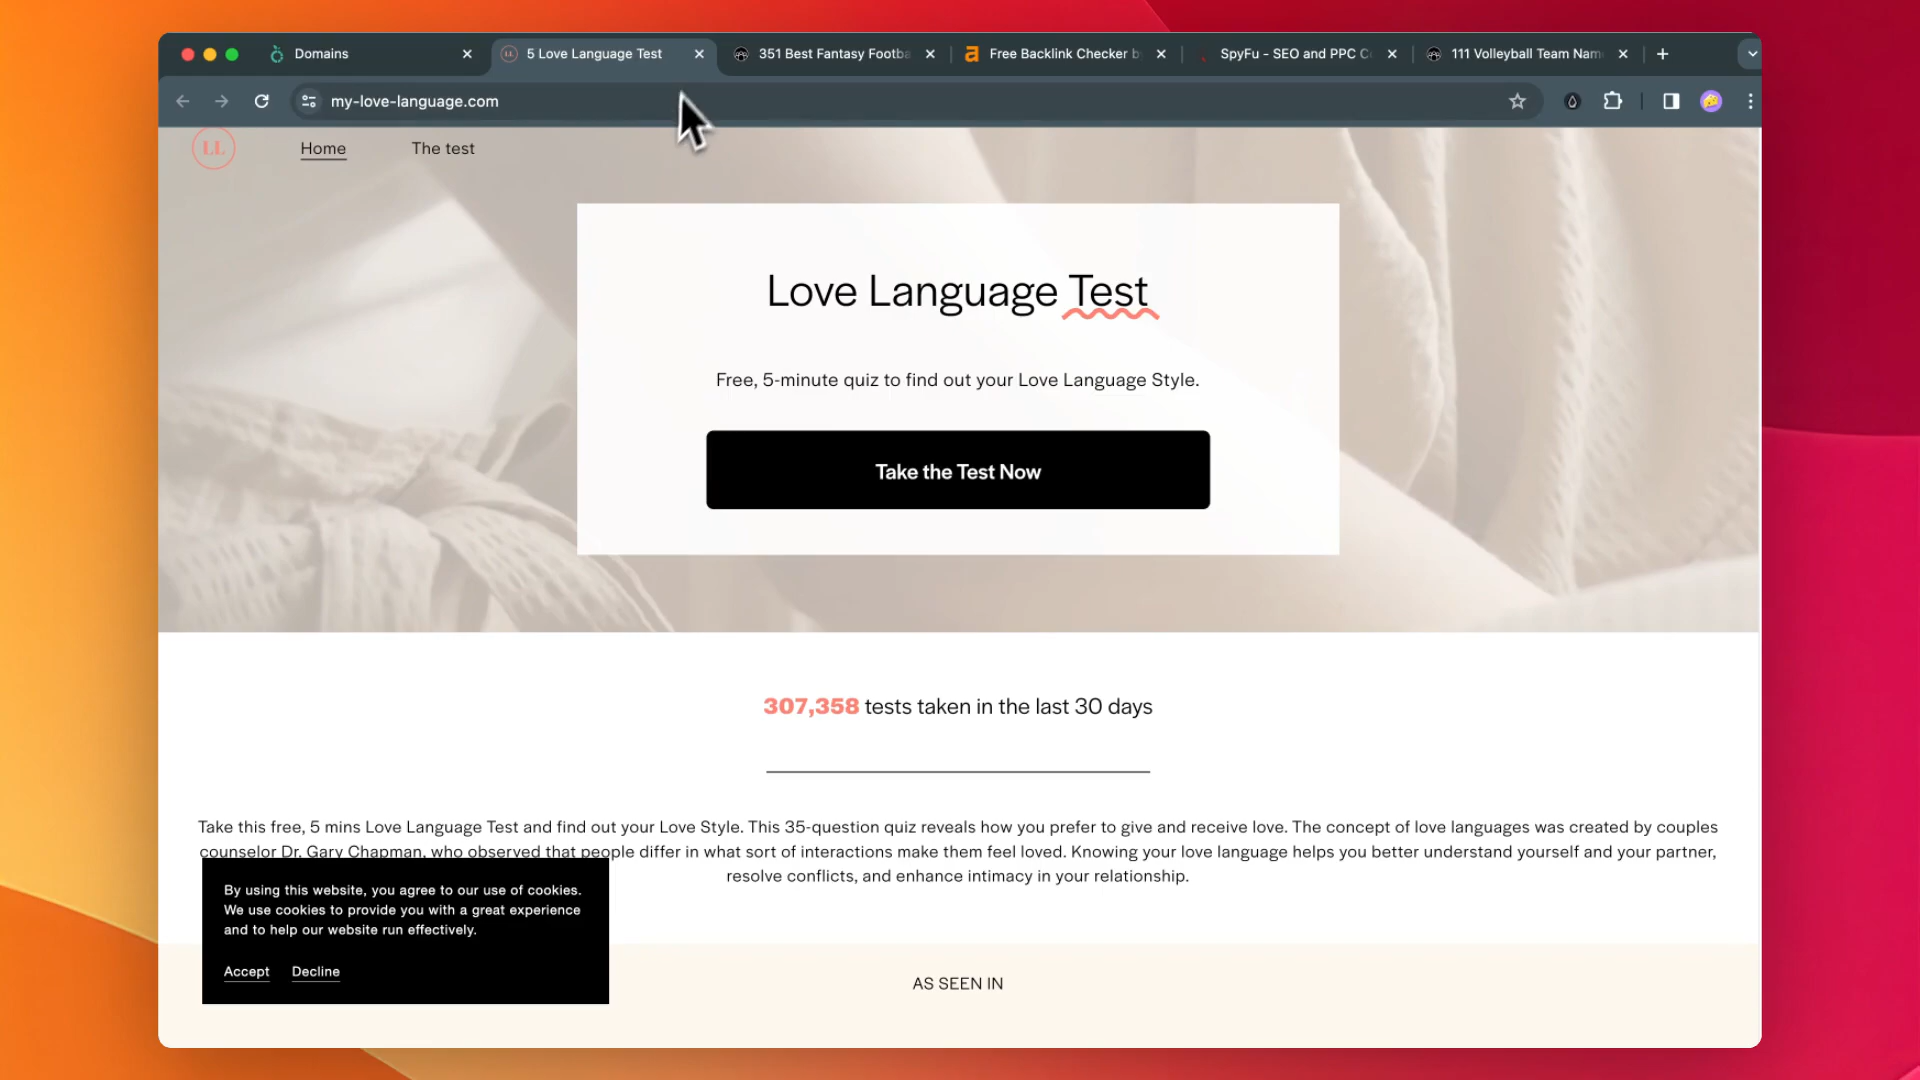 Domains
5 Love Language Test
351 Best Fantasy Footba
Free Backlink Checker b
SpyFu - SEO and PPC C
111 Volleyball Team Nam
my-love-language.com
LL
Home
The test
Love Language Test
Free, 5-minute quiz to find out your Love Language Style.
Take the Test Now
307,358 tests taken in the last 30 days
Take this free, 5 mins Love Language Test and find out your Love Style. This 35-question quiz reveals how you prefer to give and receive love. The concept of love languages was created by couples
counselor Dr. Gary Chapman, who observed that people differ in what sort of interactions make them feel loved. Knowing your love language helps you better understand yourself and your partner,
resolve conflicts, and enhance intimacy in your relationship.
By using this website, you agree to our use of cookies.
We use cookies to provide you with a great experience
and to help our website run effectively.
Accept Decline
AS SEEN IN